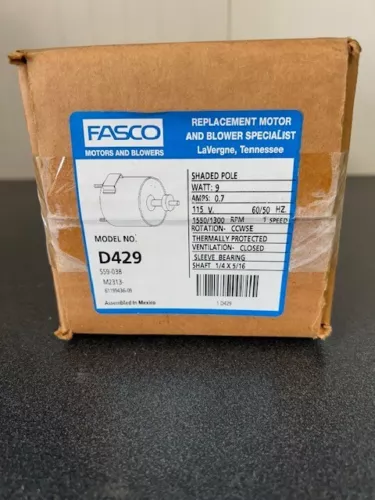 FASCO
MOTORS AND BLOWERS
REPLACEMENT MOTOR
AND BLOWER SPECIALIST
LaVergne, Tennessee
SHADED POLE
WATT: 9
AMPS: 0.7
115 V. 60/50 HZ.
1550/1300 RPM 1 SPEED
ROTATION- CCWSE
THERMALLY PROTECTED
VENTILATION- CLOSED
SLEEVE BEARING
SHAFT 1/4 X 5/16
MODEL NO.
D429
M2313-
Assembled in Mexico